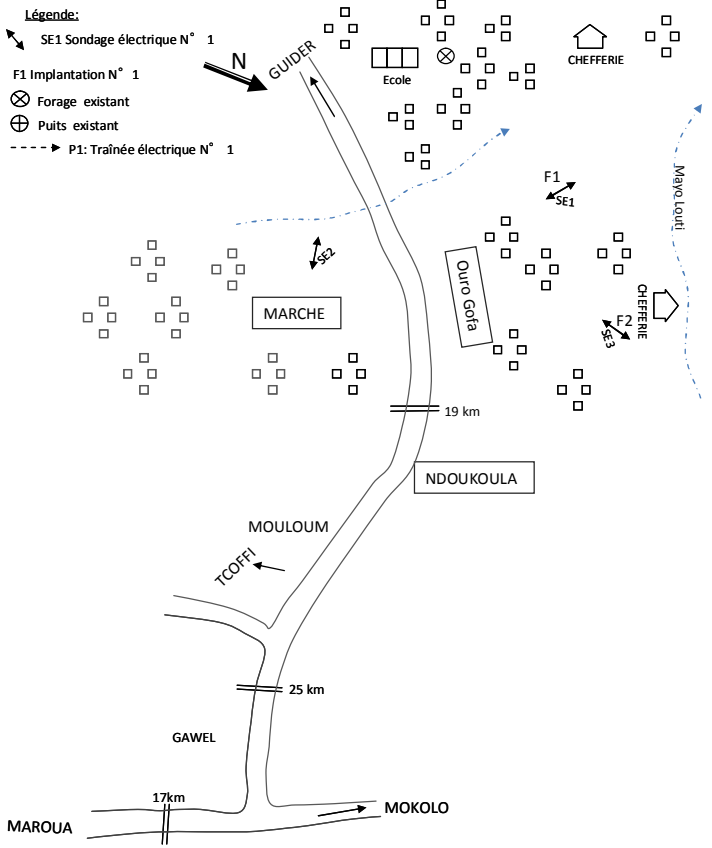 Légende:
SE1 Sondage électrique N° 1
F1 Implantation N° 1
Forage existant
Puits existant
P1: Traînée électrique N° 1
N
GUIDER
Ecole
CHEFFERIE
Mayo Louti
F1
SE1
SE2
Ouro Gofa
MARCHE
CHEFFERIE
F2
SE3
19 km
NDOUKOULA
MOULOUM
TCOFFI
25 km
GAWEL
17km
MOKOLO
MAROUA